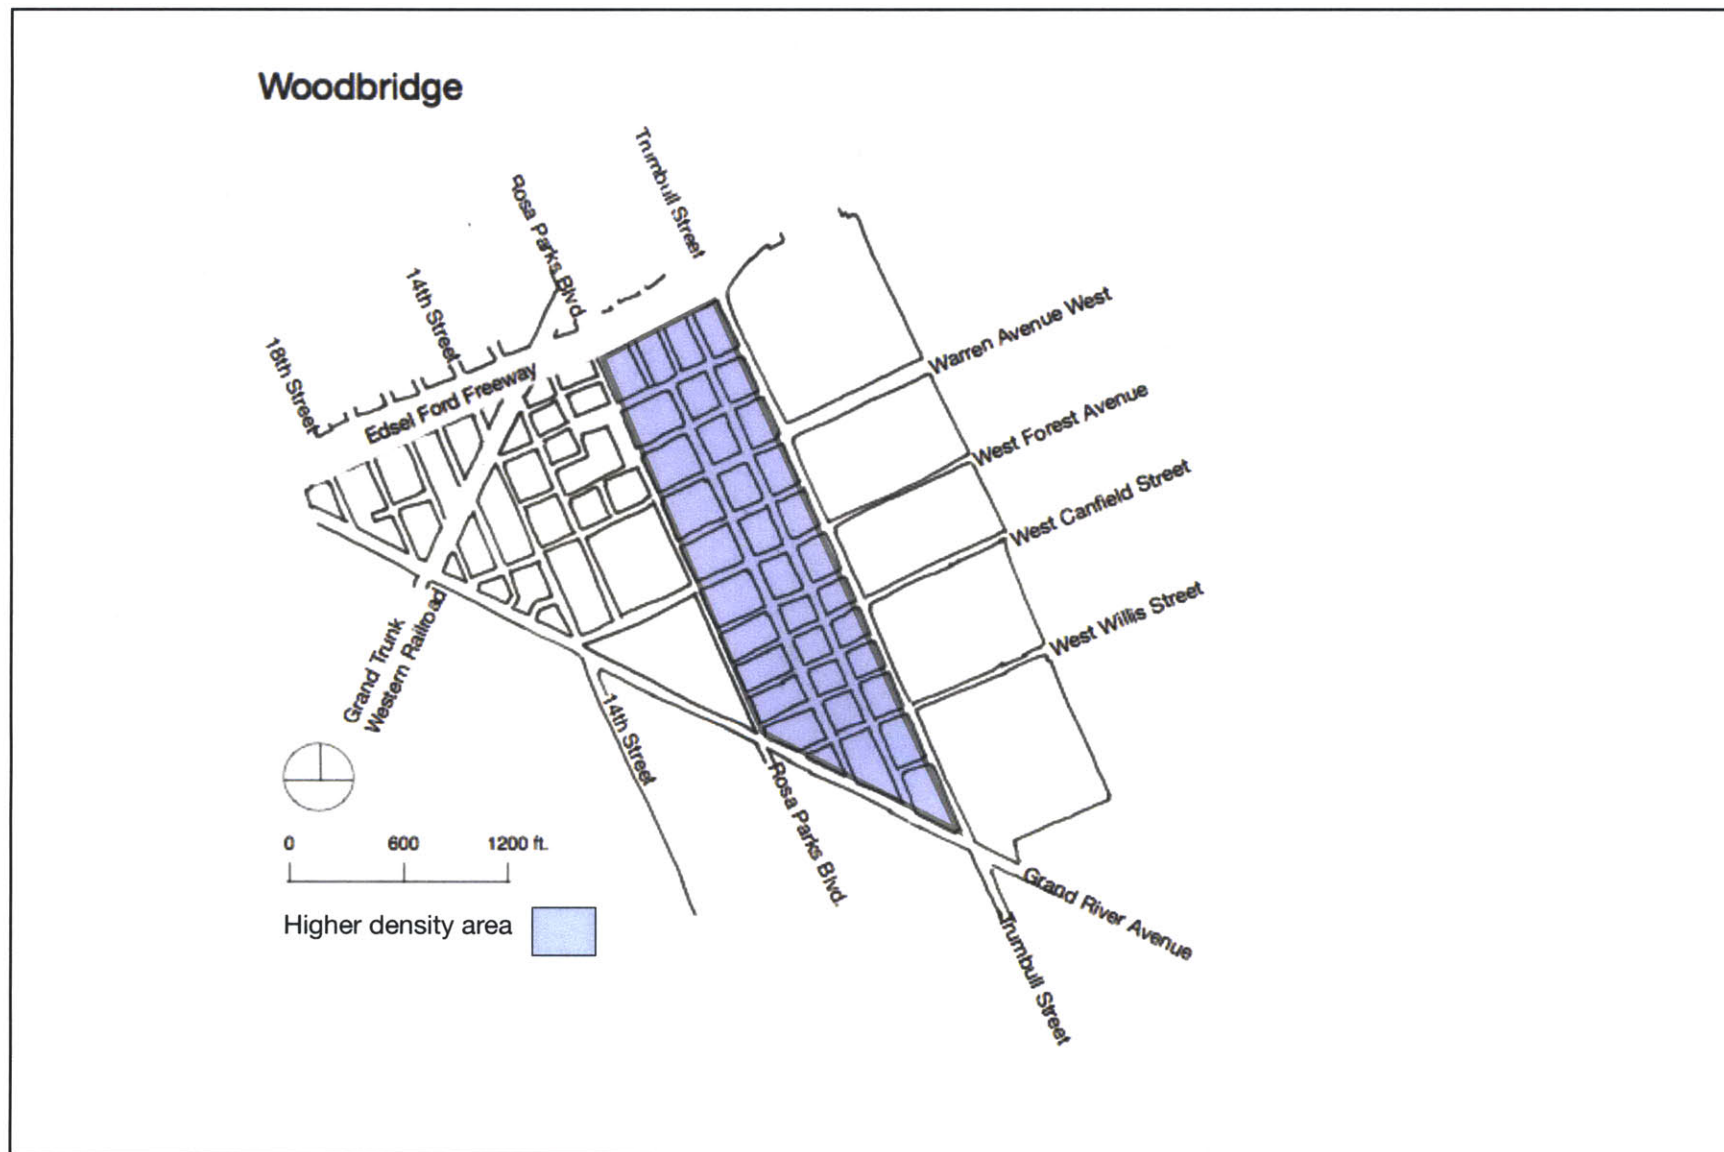 Woodbridge
Trumbull Street
Rosa Parks Blvd.
14th Street
18th Street
Edsel Ford Freeway
Warren Avenue West
West Forest Avenue
West Canfield Street
West Willis Street
Grand Trunk
Western Railroad
14th Street
Rosa Parks Blvd.
Grand River Avenue
Trumbull Street
0 600 1200 ft.
Higher density area